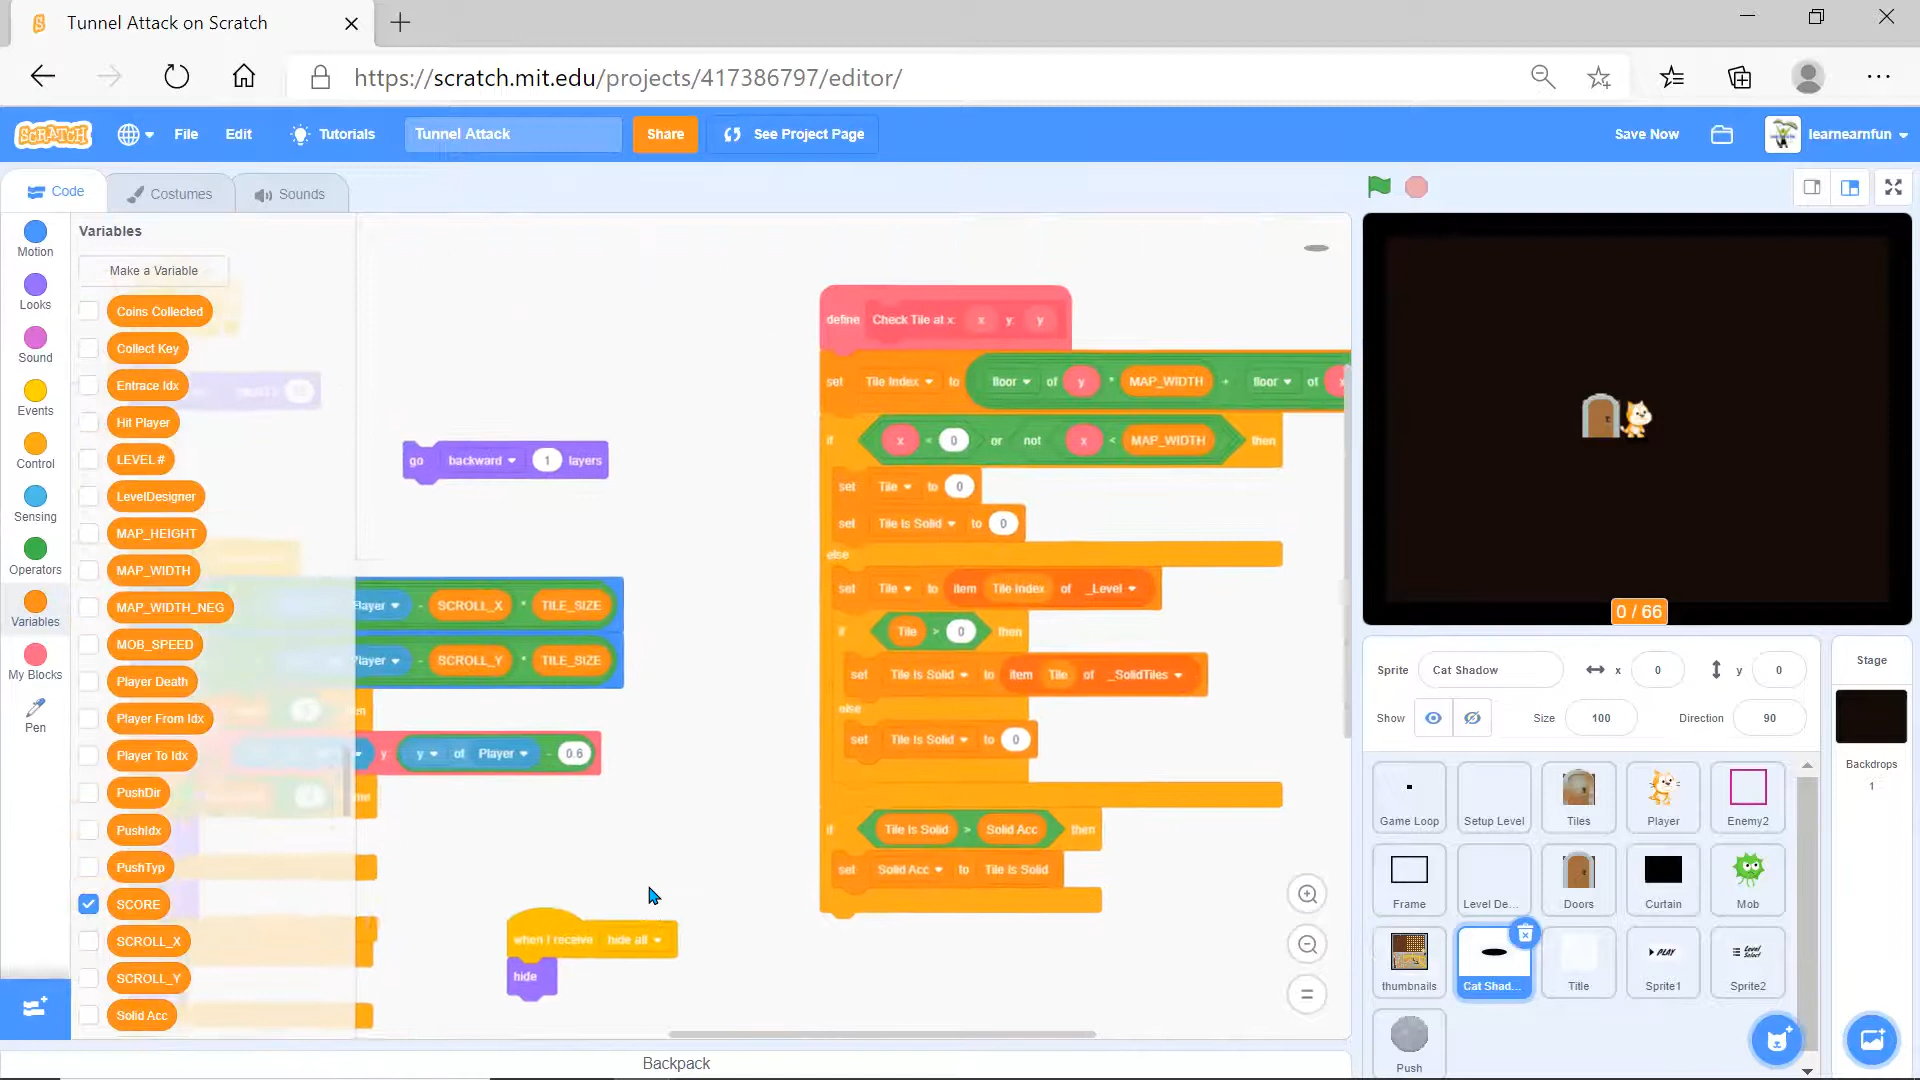 Tunnel Attack on Scratch
https://scratch.mit.edu/projects/417386797/editor/
SCRATCH
File
Edit
Tutorials
Tunnel Attack
Share
See Project Page
Save Now
learnearnfun
Code
Costumes
Sounds
Motion
Looks
Sound
Events
Control
Sensing
Operators
Variables
My Blocks
Pen
Variables
Make a Variable
Coins Collected
Collect Key
Entrace Idx
Hit Player
LEVEL #
LevelDesigner
MAP_HEIGHT
MAP_WIDTH
MAP_WIDTH_NEG
MOB_SPEED
Player Death
Player From Idx
Player To Idx
PushDir
PushIdx
PushTyp
SCORE
SCROLL_X
SCROLL_Y
Solid Acc
go backward 1 layers
Player - SCROLL_X * TILE_SIZE
Player - SCROLL_Y * TILE_SIZE
y y of Player - 0.6
when I receive hide all
hide
define Check Tile at x: x y: y
set Tile Index to floor of y * MAP_WIDTH + floor of x
if x < 0 or not x < MAP_WIDTH then
set Tile to 0
set Tile Is Solid to 0
else
set Tile to item Tile Index of _Level
if Tile > 0 then
set Tile Is Solid to item Tile of _SolidTiles
else
set Tile Is Solid to 0
if Tile Is Solid > Solid Acc then
set Solid Acc to Tile Is Solid
Backpack
0 / 66
Sprite Cat Shadow x 0 y 0
Show Size 100 Direction 90
Game Loop
Setup Level
Tiles
Player
Enemy2
Frame
Level De...
Doors
Curtain
Mob
thumbnails
Cat Shad...
Title
PLAY
Sprite1
Level Select
Sprite2
Push
Stage
Backdrops
1